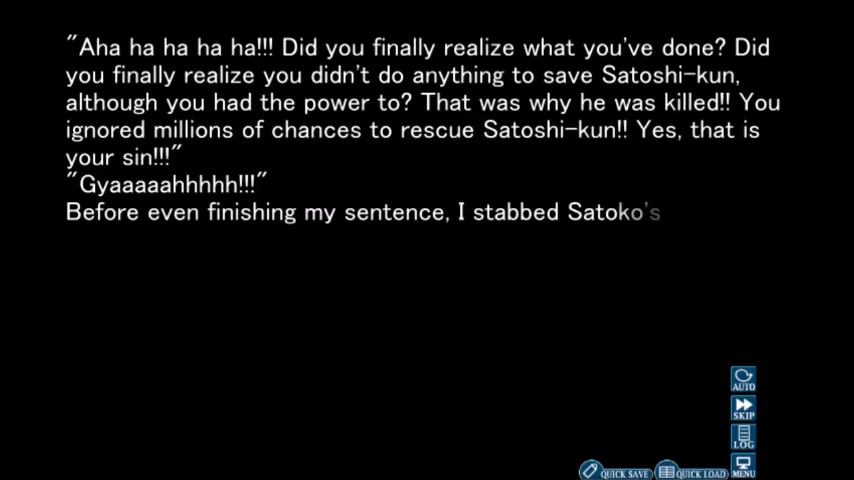 "Aha ha ha ha ha!!! Did you finally realize what you've done? Did
you finally realize you didn't do anything to save Satoshi-kun,
although you had the power to? That was why he was killed!! You
ignored millions of chances to rescue Satoshi-kun!! Yes, that is
your sin!!!"
"Gyaaaaahhhhh!!!"
Before even finishing my sentence, I stabbed Satoko's
AUTO
SKIP
LOG
MENU
QUICK SAVE QUICK LOAD